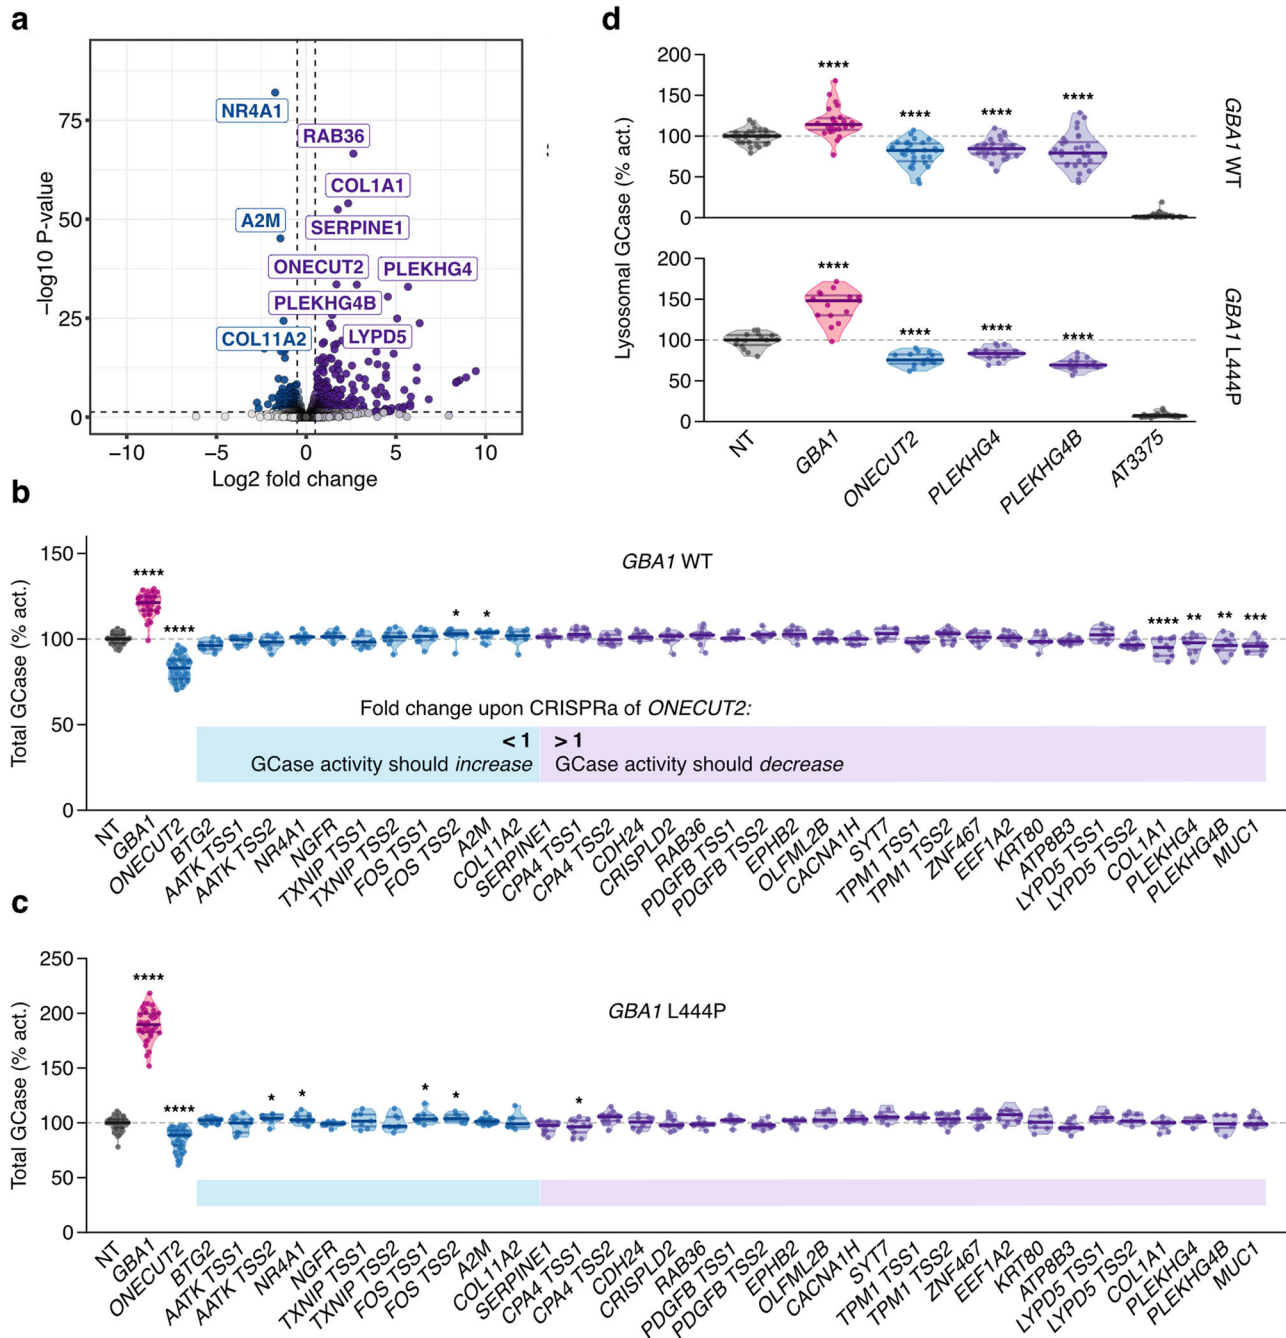 a
NR4A1
RAB36
COL1A1
A2M
SERPINE1
ONECUT2
PLEKHG4
PLEKHG4B
COL11A2
LYPD5
75
50
25
0
−log10 P-value
−10
−5
0
5
10
Log2 fold change
d
Lysosomal GCase (% act.)
200
150
100
50
0
****
****
****
****
GBA1 WT
200
150
100
50
0
****
****
****
****
GBA1 L444P
NT
GBA1
ONECUT2
PLEKHG4
PLEKHG4B
AT3375
b
Total GCase (% act.)
150
100
50
0
GBA1 WT
****
****
*
*
****
**
**
***
Fold change upon CRISPRa of ONECUT2:
< 1
> 1
GCase activity should increase
GCase activity should decrease
NT
GBA1
ONECUT2
BTG2
AATK TSS1
AATK TSS2
NR4A1
NGFR
TXNIP TSS1
TXNIP TSS2
FOS TSS1
FOS TSS2
A2M
COL11A2
SERPINE1
CPA4 TSS1
CPA4 TSS2
CDH24
CRISPLD2
RAB36
PDGFB TSS1
PDGFB TSS2
EPHB2
OLFML2B
CACNA1H
SYT7
TPM1 TSS1
TPM1 TSS2
ZNF467
EEF1A2
KRT80
ATP8B3
LYPD5 TSS1
LYPD5 TSS2
COL1A1
PLEKHG4
PLEKHG4B
MUC1
c
Total GCase (% act.)
250
200
150
100
50
0
GBA1 L444P
****
****
*
*
*
*
*
NT
GBA1
ONECUT2
BTG2
AATK TSS1
AATK TSS2
NR4A1
NGFR
TXNIP TSS1
TXNIP TSS2
FOS TSS1
FOS TSS2
A2M
COL11A2
SERPINE1
CPA4 TSS1
CPA4 TSS2
CDH24
CRISPLD2
RAB36
PDGFB TSS1
PDGFB TSS2
EPHB2
OLFML2B
CACNA1H
SYT7
TPM1 TSS1
TPM1 TSS2
ZNF467
EEF1A2
KRT80
ATP8B3
LYPD5 TSS1
LYPD5 TSS2
COL1A1
PLEKHG4
PLEKHG4B
MUC1